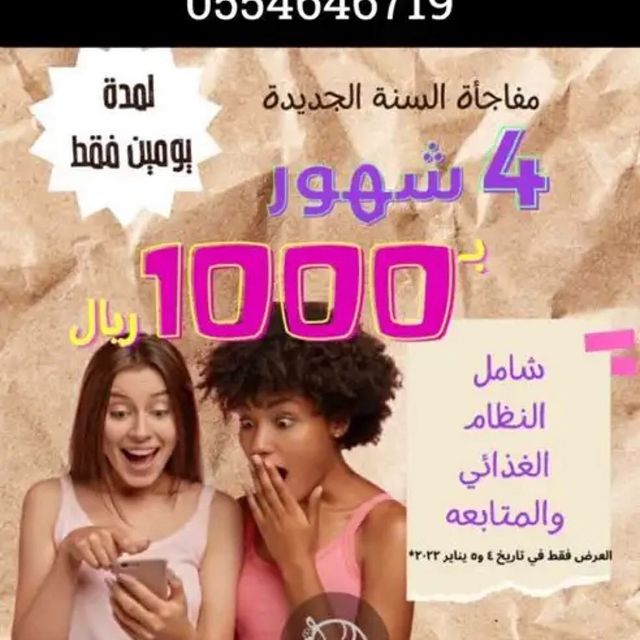 0554646719
لمدة
يومين فقط
مفاجأة السنة الجديدة
4 شهور
بـ
1000 ريال
شامل
النظام
الغذائي
والمتابعه
العرض فقط في تاريخ ٤ و٥ يناير ٢٠٢٢*